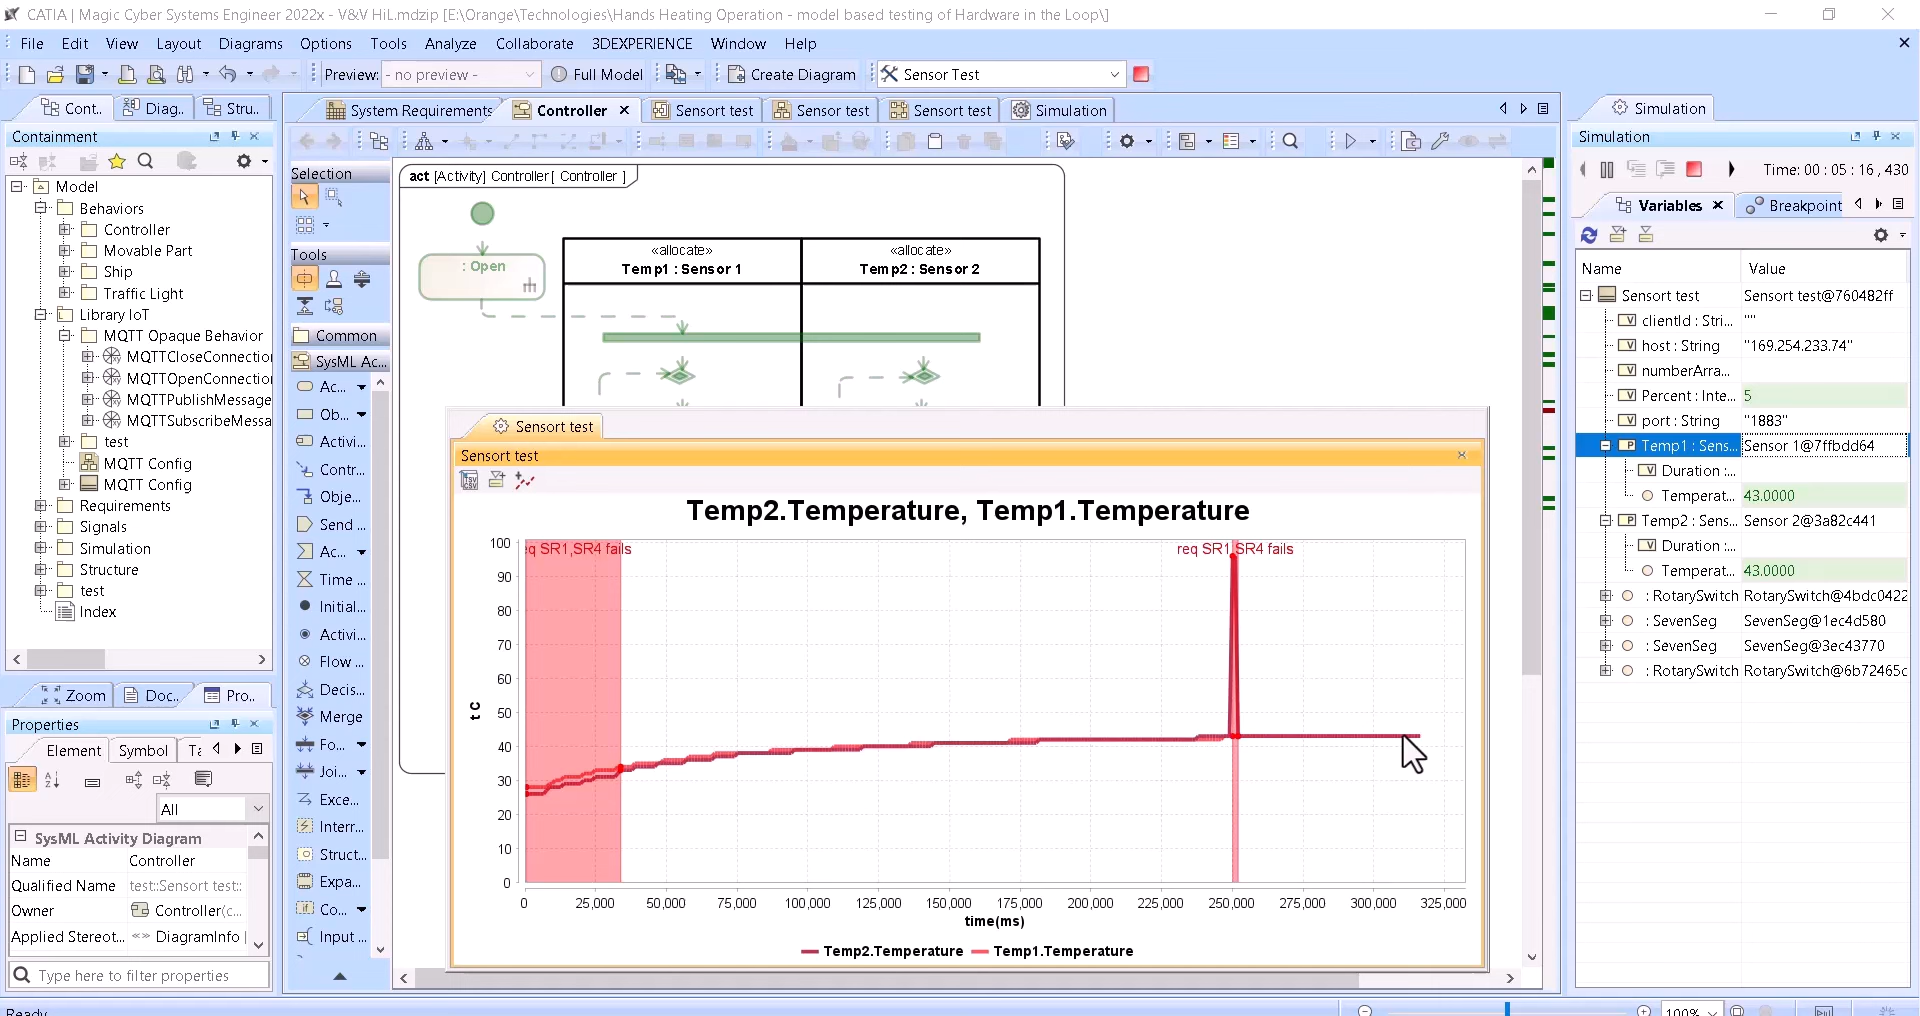 CATIA | Magic Cyber Systems Engineer 2022x - V&V HiL.mdzip [E:\Orange\Technologies\Hands Heating Operation - model based testing of Hardware in the Loop\]
File Edit View Layout Diagrams Options Tools Analyze Collaborate 3DEXPERIENCE Window Help
Preview: - no preview - Full Model Create Diagram Sensor Test
Cont.. Diag.. Stru..
Containment
Model
Behaviors
Controller
Movable Part
Ship
Traffic Light
Library IoT
MQTT Opaque Behavior
MQTTCloseConnectio
MQTTOpenConnectio
MQTTPublishMessage
MQTTSubscribeMessa
test
MQTT Config
MQTT Config
Requirements
Signals
Simulation
Structure
test
Index
Zoom Doc.. Pro..
Properties
Element Symbol Ta
All
SysML Activity Diagram
Name Controller
Qualified Name test::Sensort test::
Owner Controller(c...
Applied Stereot... «» DiagramInfo
Type here to filter properties
Ready
System Requirements Controller Sensort test Sensor test Sensort test Simulation
Selection
Tools
Common
SysML Ac...
Ac...
Ob...
Activi...
Contr...
Obje...
Send ...
Ac...
Time ...
Initial...
Activi...
Flow ...
Decis...
Merge
Fo...
Joi...
Exce...
Interr...
Struct...
Expa...
Co...
Input ...
act [Activity] Controller [ Controller ]
: Open
«allocate»
Temp1 : Sensor 1
«allocate»
Temp2 : Sensor 2
Sensort test
Sensort test
TSV
CSV
Temp2.Temperature, Temp1.Temperature
eq SR1,SR4 fails
req SR1,SR4 fails
t C
100
90
80
70
60
50
40
30
20
10
0
0 25,000 50,000 75,000 100,000 125,000 150,000 175,000 200,000 225,000 250,000 275,000 300,000 325,000
time(ms)
Temp2.Temperature Temp1.Temperature
Simulation
Simulation
Time: 00 : 05 : 16 , 430
Variables Breakpoint
Name Value
Sensort test Sensort test@760482ff
clientId : Stri... ""
host : String "169.254.233.74"
numberArra...
Percent : Inte... 5
port : String "1883"
Temp1 : Sens... Sensor 1@7ffbdd64
Duration :...
Temperat... 43.0000
Temp2 : Sens... Sensor 2@3a82c441
Duration :...
Temperat... 43.0000
: RotarySwitch RotarySwitch@4bdc0422
: SevenSeg SevenSeg@1ec4d580
: SevenSeg SevenSeg@3ec43770
: RotarySwitch RotarySwitch@6b72465c
100%